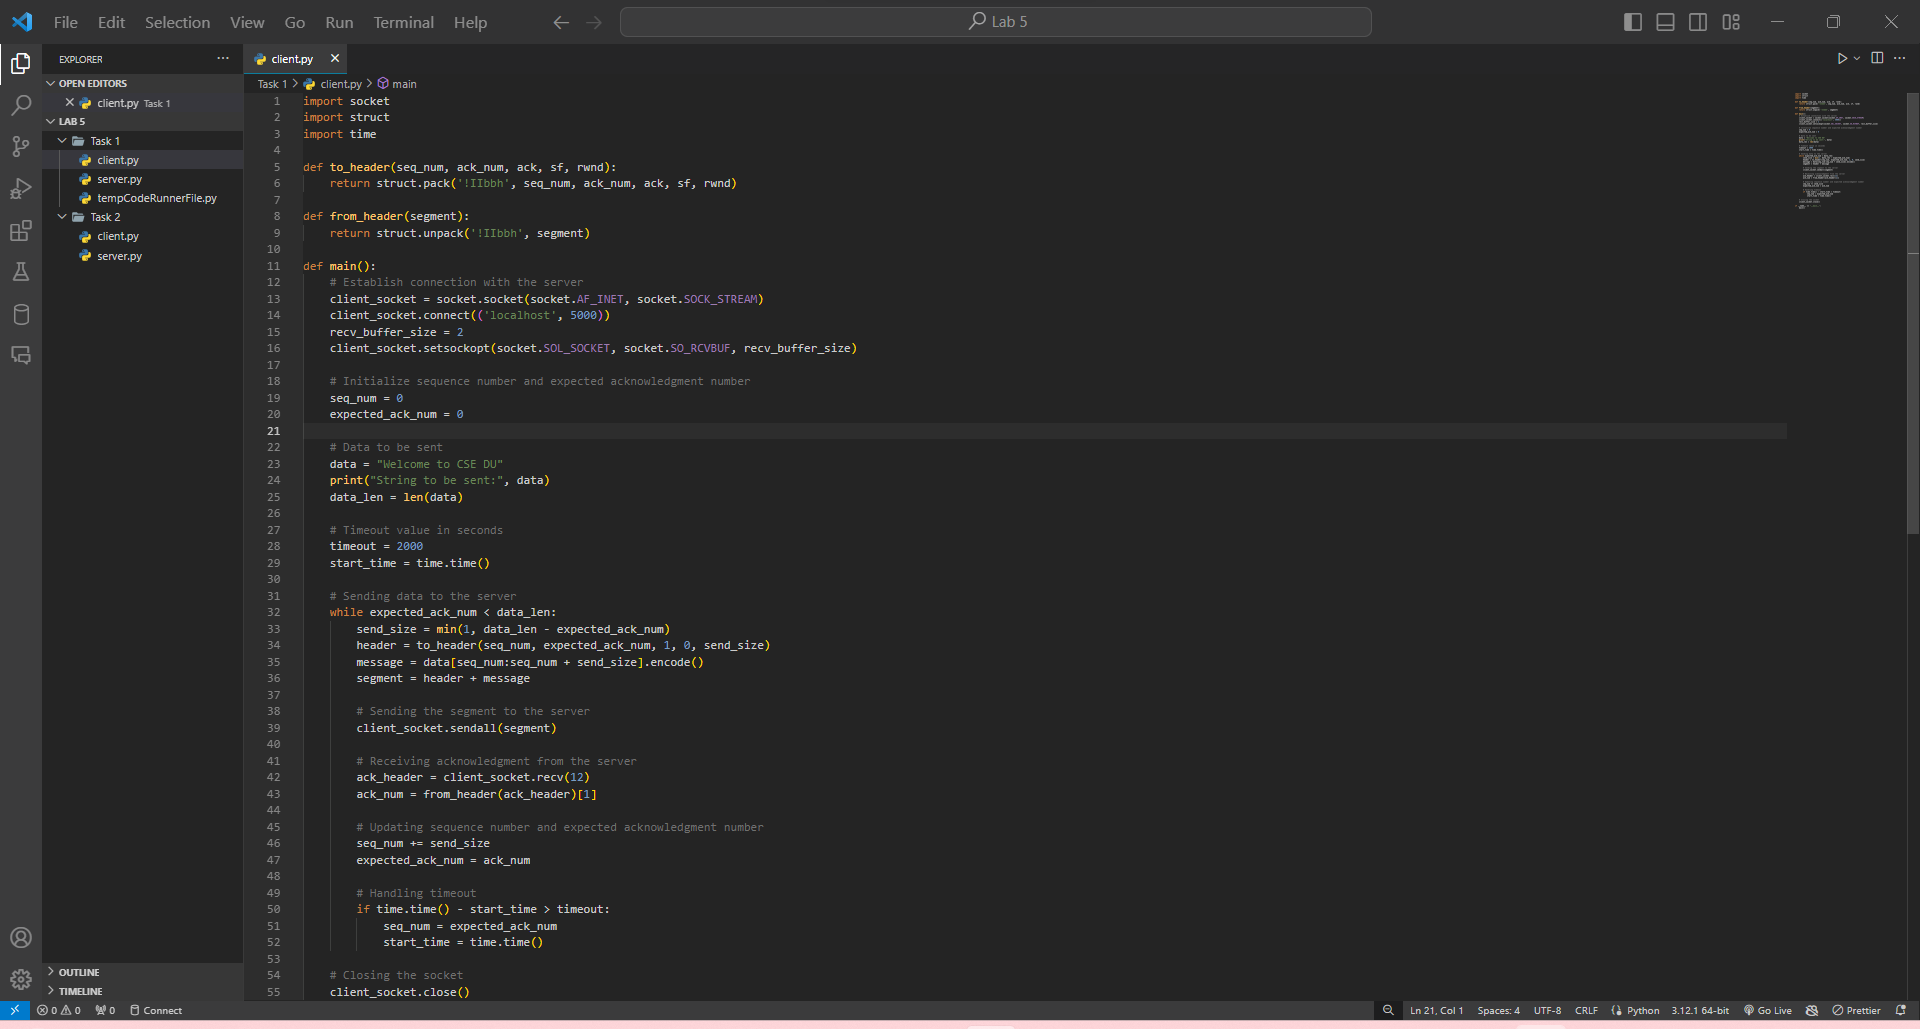 File Edit Selection View Go Run Terminal Help
Lab 5
EXPLORER
OPEN EDITORS
client.py Task 1
LAB 5
Task 1
client.py
server.py
tempCodeRunnerFile.py
Task 2
client.py
server.py
OUTLINE
TIMELINE
client.py
Task 1 > client.py > main
1 import socket
2 import struct
3 import time
4
5 def to_header(seq_num, ack_num, ack, sf, rwnd):
6     return struct.pack('!IIbbh', seq_num, ack_num, ack, sf, rwnd)
7
8 def from_header(segment):
9     return struct.unpack('!IIbbh', segment)
10
11 def main():
12     # Establish connection with the server
13     client_socket = socket.socket(socket.AF_INET, socket.SOCK_STREAM)
14     client_socket.connect(('localhost', 5000))
15     recv_buffer_size = 2
16     client_socket.setsockopt(socket.SOL_SOCKET, socket.SO_RCVBUF, recv_buffer_size)
17
18     # Initialize sequence number and expected acknowledgment number
19     seq_num = 0
20     expected_ack_num = 0
21
22     # Data to be sent
23     data = "Welcome to CSE DU"
24     print("String to be sent:", data)
25     data_len = len(data)
26
27     # Timeout value in seconds
28     timeout = 2000
29     start_time = time.time()
30
31     # Sending data to the server
32     while expected_ack_num < data_len:
33         send_size = min(1, data_len - expected_ack_num)
34         header = to_header(seq_num, expected_ack_num, 1, 0, send_size)
35         message = data[seq_num:seq_num + send_size].encode()
36         segment = header + message
37
38         # Sending the segment to the server
39         client_socket.sendall(segment)
40
41         # Receiving acknowledgment from the server
42         ack_header = client_socket.recv(12)
43         ack_num = from_header(ack_header)[1]
44
45         # Updating sequence number and expected acknowledgment number
46         seq_num += send_size
47         expected_ack_num = ack_num
48
49         # Handling timeout
50         if time.time() - start_time > timeout:
51             seq_num = expected_ack_num
52             start_time = time.time()
53
54     # Closing the socket
55     client_socket.close()
0 0 0 Connect
Ln 21, Col 1 Spaces: 4 UTF-8 CRLF Python 3.12.1 64-bit Go Live Prettier